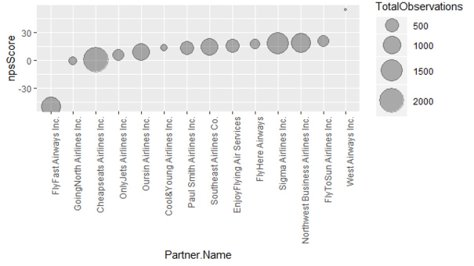 TotalObservations
500
1000
1500
2000
npsScore
30
0
-30
FlyFast Airways Inc.
GoingNorth Airlines Inc.
Cheapseats Airlines Inc.
OnlyJets Airlines Inc.
Oursin Airlines Inc.
Cool&Young Airlines Inc.
Paul Smith Airlines Inc.
Southeast Airlines Co.
EnjoyFlying Air Services
FlyHere Airways
Sigma Airlines Inc.
Northwest Business Airlines Inc.
FlyToSun Airlines Inc.
West Airways Inc.
Partner.Name